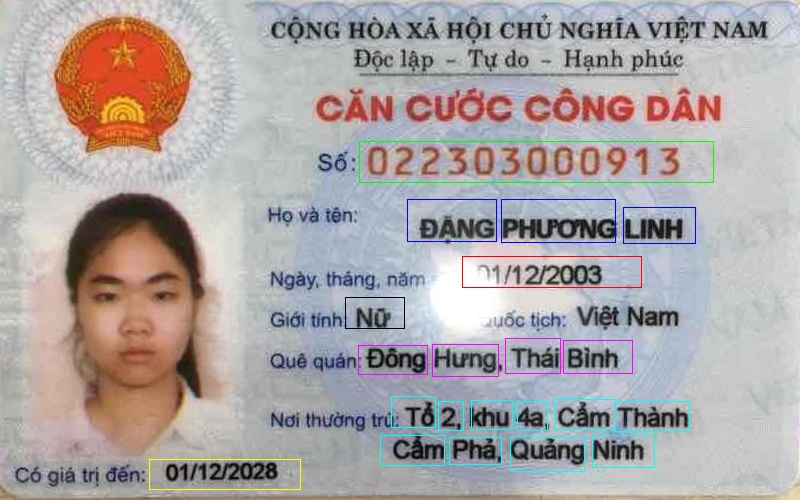 CỘNG HÒA XÃ HỘI CHỦ NGHĨA VIỆT NAM
Độc lập - Tự do - Hạnh phúc
CĂN CƯỚC CÔNG DÂN
Số: 022303000913
Họ và tên: ĐẶNG PHƯƠNG LINH
Ngày, tháng, năm 01/12/2003
Giới tính: Nữ Quốc tịch: Việt Nam
Quê quán: Đông Hưng, Thái Bình
Nơi thường trú: Tổ 2, khu 4a, Cẩm Thành
Cẩm Phả, Quảng Ninh
Có giá trị đến: 01/12/2028